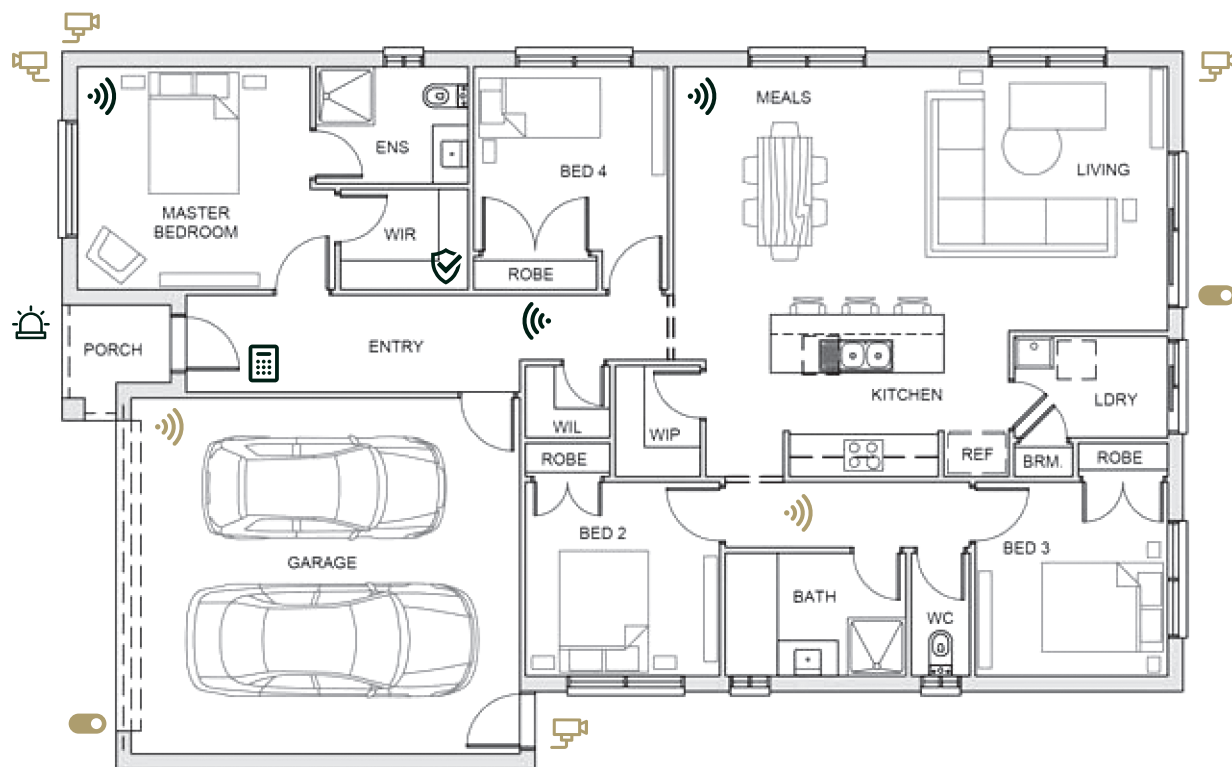 MEALS
ENS
BED 4
LIVING
MASTER
BEDROOM
WIR
ROBE
PORCH
ENTRY
KITCHEN
LDRY
WIL
WIP
ROBE
REF
BRM.
ROBE
BED 2
BED 3
GARAGE
BATH
WC